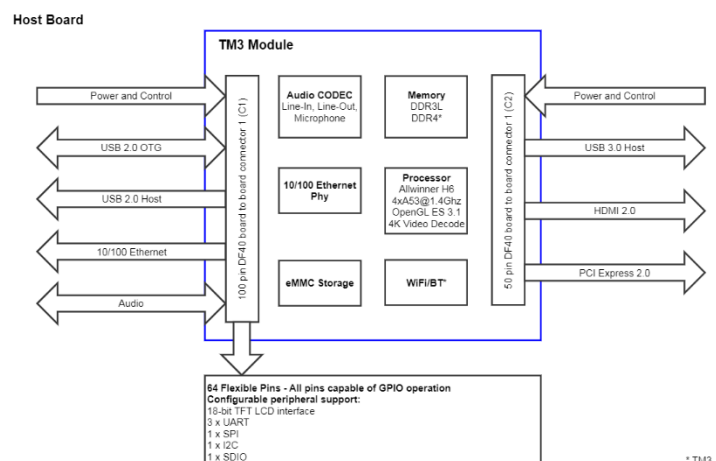 Host Board
TM3 Module
Power and Control
USB 2.0 OTG
USB 2.0 Host
10/100 Ethernet
Audio
100 pin DF40 board to board connector 1 (C1)
Audio CODEC
Line-In, Line-Out,
Microphone
Memory
DDR3L
DDR4*
10/100 Ethernet
Phy
Processor
Allwinner H6
4xA53@1.4Ghz
OpenGL ES 3.1
4K Video Decode
eMMC Storage
WiFi/BT*
50 pin DF40 board to board connector 1 (C2)
Power and Control
USB 3.0 Host
HDMI 2.0
PCI Express 2.0
64 Flexible Pins - All pins capable of GPIO operation
Configurable peripheral support:
18-bit TFT LCD interface
3 x UART
1 x SPI
1 x I2C
1 x SDIO
* TM3